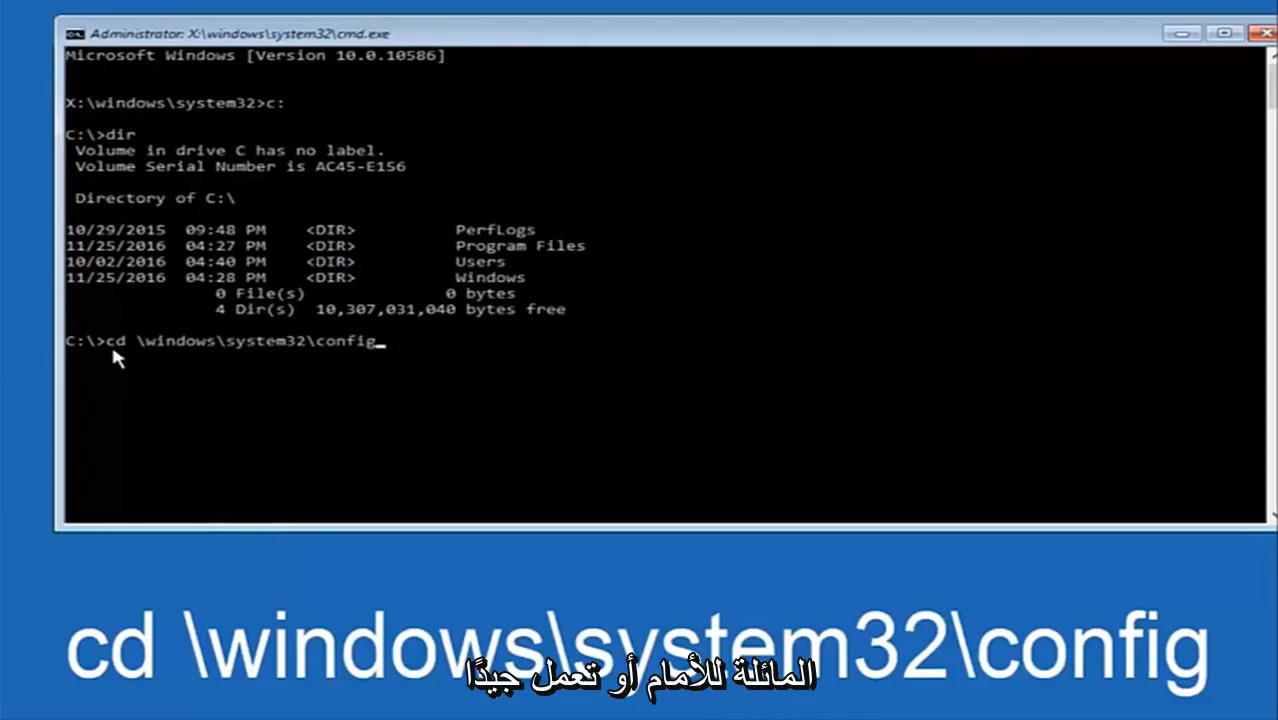 Administrator: X:\windows\system32\cmd.exe
Microsoft Windows [Version 10.0.10586]
X:\windows\system32>c:
C:\>dir
Volume in drive C has no label.
Volume Serial Number is AC45-E156
Directory of C:\
10/29/2015 09:48 PM <DIR> PerfLogs
11/25/2016 04:27 PM <DIR> Program Files
10/02/2016 04:40 PM <DIR> Users
11/25/2016 04:28 PM <DIR> Windows
0 File(s) 0 bytes
4 Dir(s) 10,307,031,040 bytes free
C:\>cd \windows\system32\config_
cd \windows\system32\config
المائلة للأمام أو تعمل جيدًا